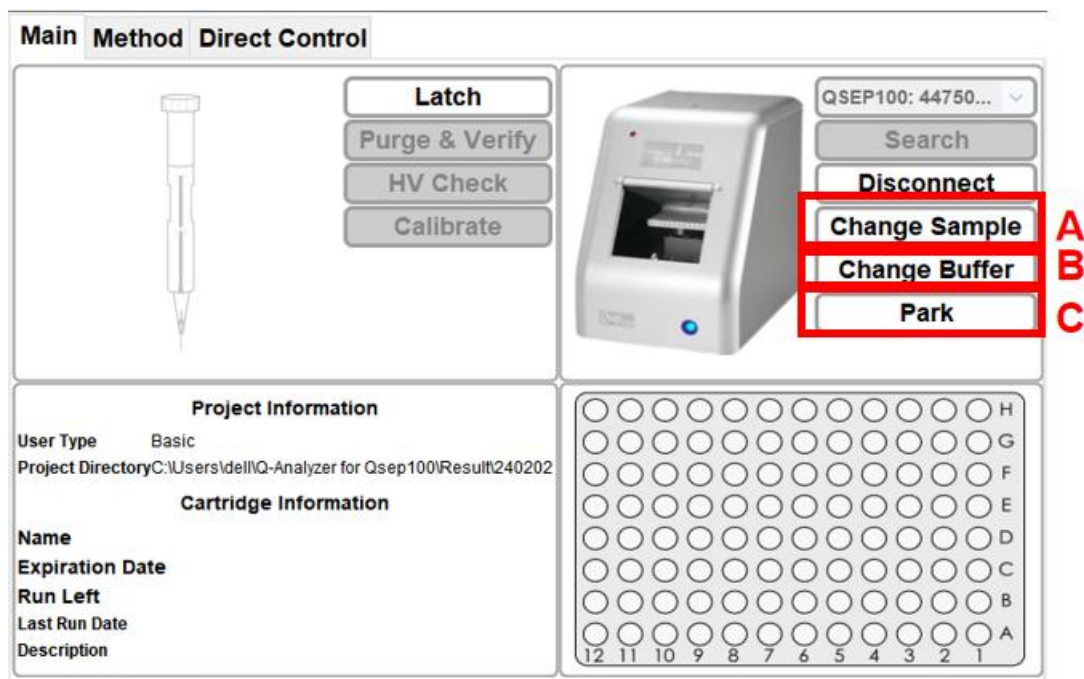 Main Method Direct Control
Latch
Purge & Verify
HV Check
Calibrate
QSEP100: 44750...
Search
Disconnect
Change Sample
A
Change Buffer
B
Park
C
Project Information
User Type Basic
Project Directory C:\Users\dell\Q-Analyzer for Qsep100\Result\240202
Cartridge Information
Name
Expiration Date
Run Left
Last Run Date
Description
H
G
F
E
D
C
B
A
12 11 10 9 8 7 6 5 4 3 2 1